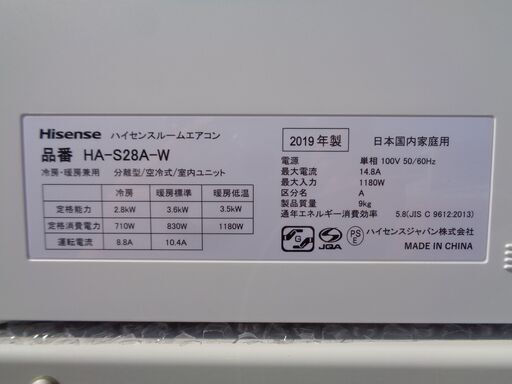 Hisense ハイセンスルームエアコン
品番 HA-S28A-W
冷房・暖房兼用 分離型/空冷式/室内ユニット
冷房 暖房標準 暖房低温
定格能力 2.8kW 3.6kW 3.5kW
定格消費電力 710W 830W 1180W
運転電流 8.8A 10.4A
2019年製 日本国内家庭用
電源 単相 100V 50/60Hz
最大電流 14.8A
最大入力 1180W
区分名 A
製品質量 9kg
通年エネルギー消費効率 5.8(JIS C 9612:2013)
G JQA PSE ハイセンスジャパン株式会社
MADE IN CHINA